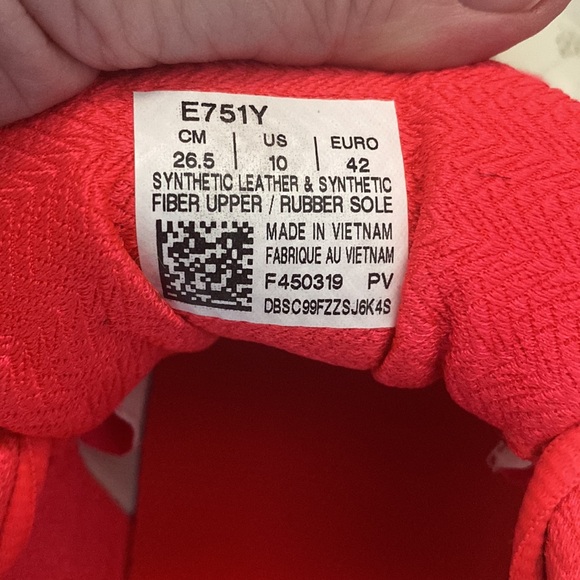 E751Y
CM | US | EURO
26.5 | 10 | 42
SYNTHETIC LEATHER & SYNTHETIC
FIBER UPPER / RUBBER SOLE
MADE IN VIETNAM
FABRIQUE AU VIETNAM
F450319 PV
DBSC99FZZSJ6K4S